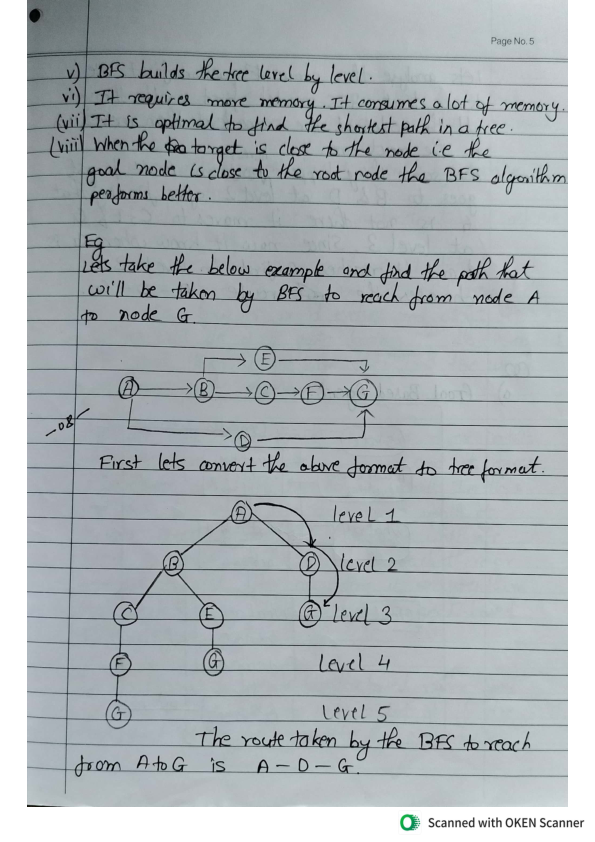 Page No. 5
v) BFS builds the tree level by level.
vi) It requires more memory. It consumes a lot of memory.
(vii) It is optimal to find the shortest path in a tree.
(viii) When the target is close to the node i.e the
goal node is close to the root node the BFS algorithm
performs better.
Eg
Lets take the below example and find the path that
will be taken by BFS to reach from node A
to node G.
E
A B C F G
D
-08-
First lets convert the above format to tree format.
A level 1
B D level 2
C E G level 3
F G level 4
G level 5
The route taken by the BFS to reach
from A to G is A - D - G.
Scanned with OKEN Scanner